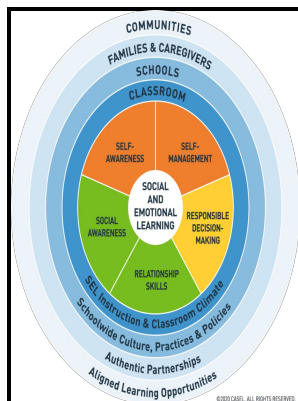 COMMUNITIES
FAMILIES & CAREGIVERS
SCHOOLS
CLASSROOM
SELF-
AWARENESS
SELF-
MANAGEMENT
SOCIAL
AND
EMOTIONAL
LEARNING
SOCIAL
AWARENESS
RESPONSIBLE
DECISION-
MAKING
RELATIONSHIP
SKILLS
SEL Instruction & Classroom Climate
Schoolwide Culture, Practices & Policies
Authentic Partnerships
Aligned Learning Opportunities
©2020 CASEL. ALL RIGHTS RESERVED.